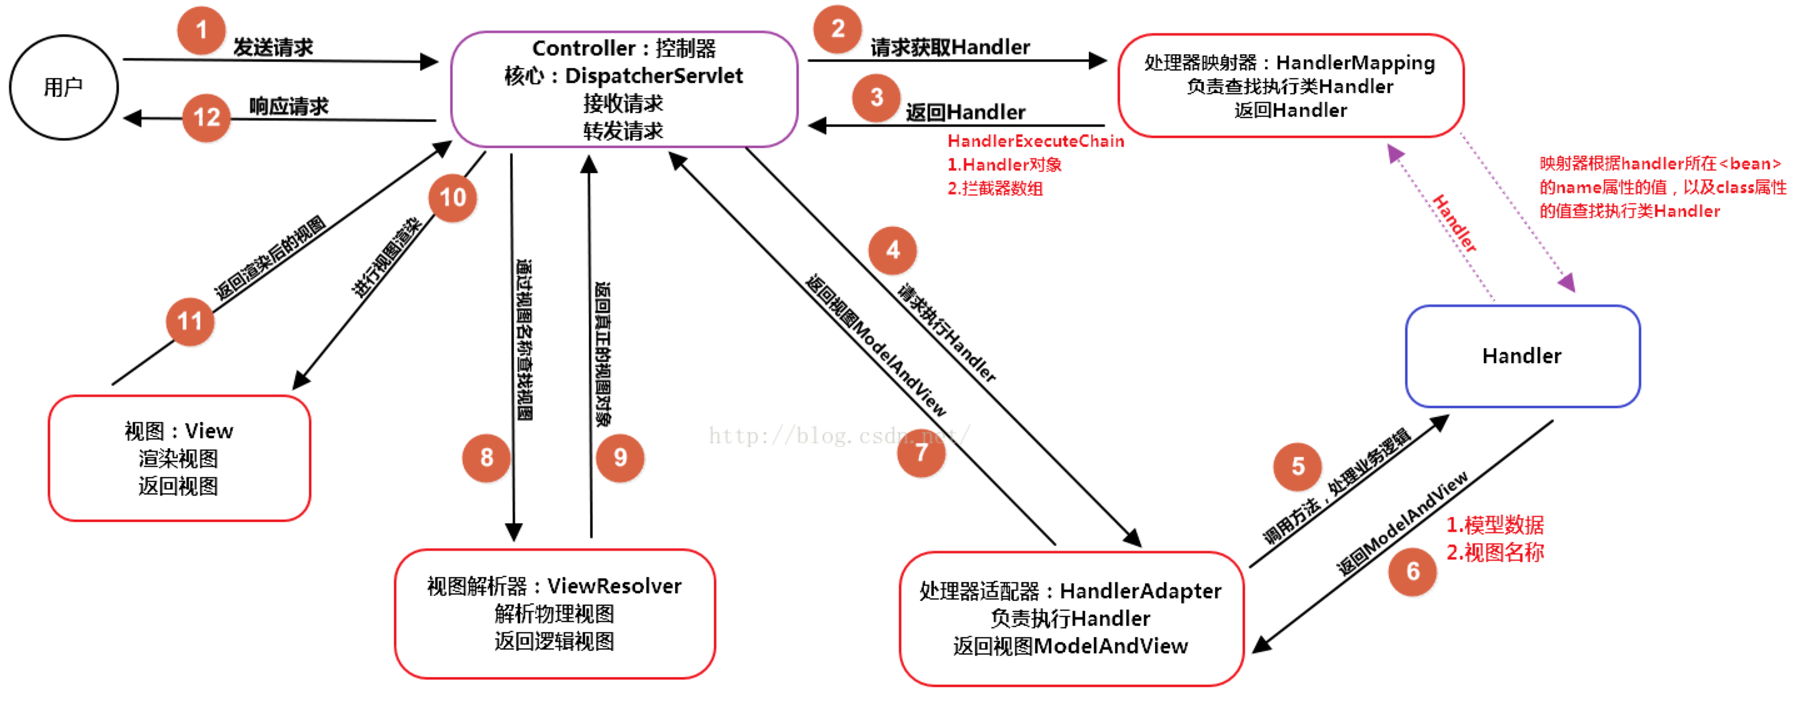 1
发送请求
用户
12
响应请求
Controller：控制器
核心：DispatcherServlet
接收请求
转发请求
2
请求获取Handler
3
返回Handler
HandlerExecuteChain
1.Handler对象
2.拦截器数组
处理器映射器：HandlerMapping
负责查找执行类Handler
返回Handler
映射器根据handler所在<bean>
的name属性的值，以及class属性
的值查找执行类Handler
Handler
Handler
4
请求执行Handler
5
调用方法，处理业务逻辑
6
返回ModelAndView
1.模型数据
2.视图名称
处理器适配器：HandlerAdapter
负责执行Handler
返回视图ModelAndView
7
返回视图ModelAndView
8
通过视图名称查找视图
9
返回真正的视图对象
视图解析器：ViewResolver
解析物理视图
返回逻辑视图
10
进行视图渲染
11
返回渲染后的视图
视图：View
渲染视图
返回视图
http://blog.csdn.net/